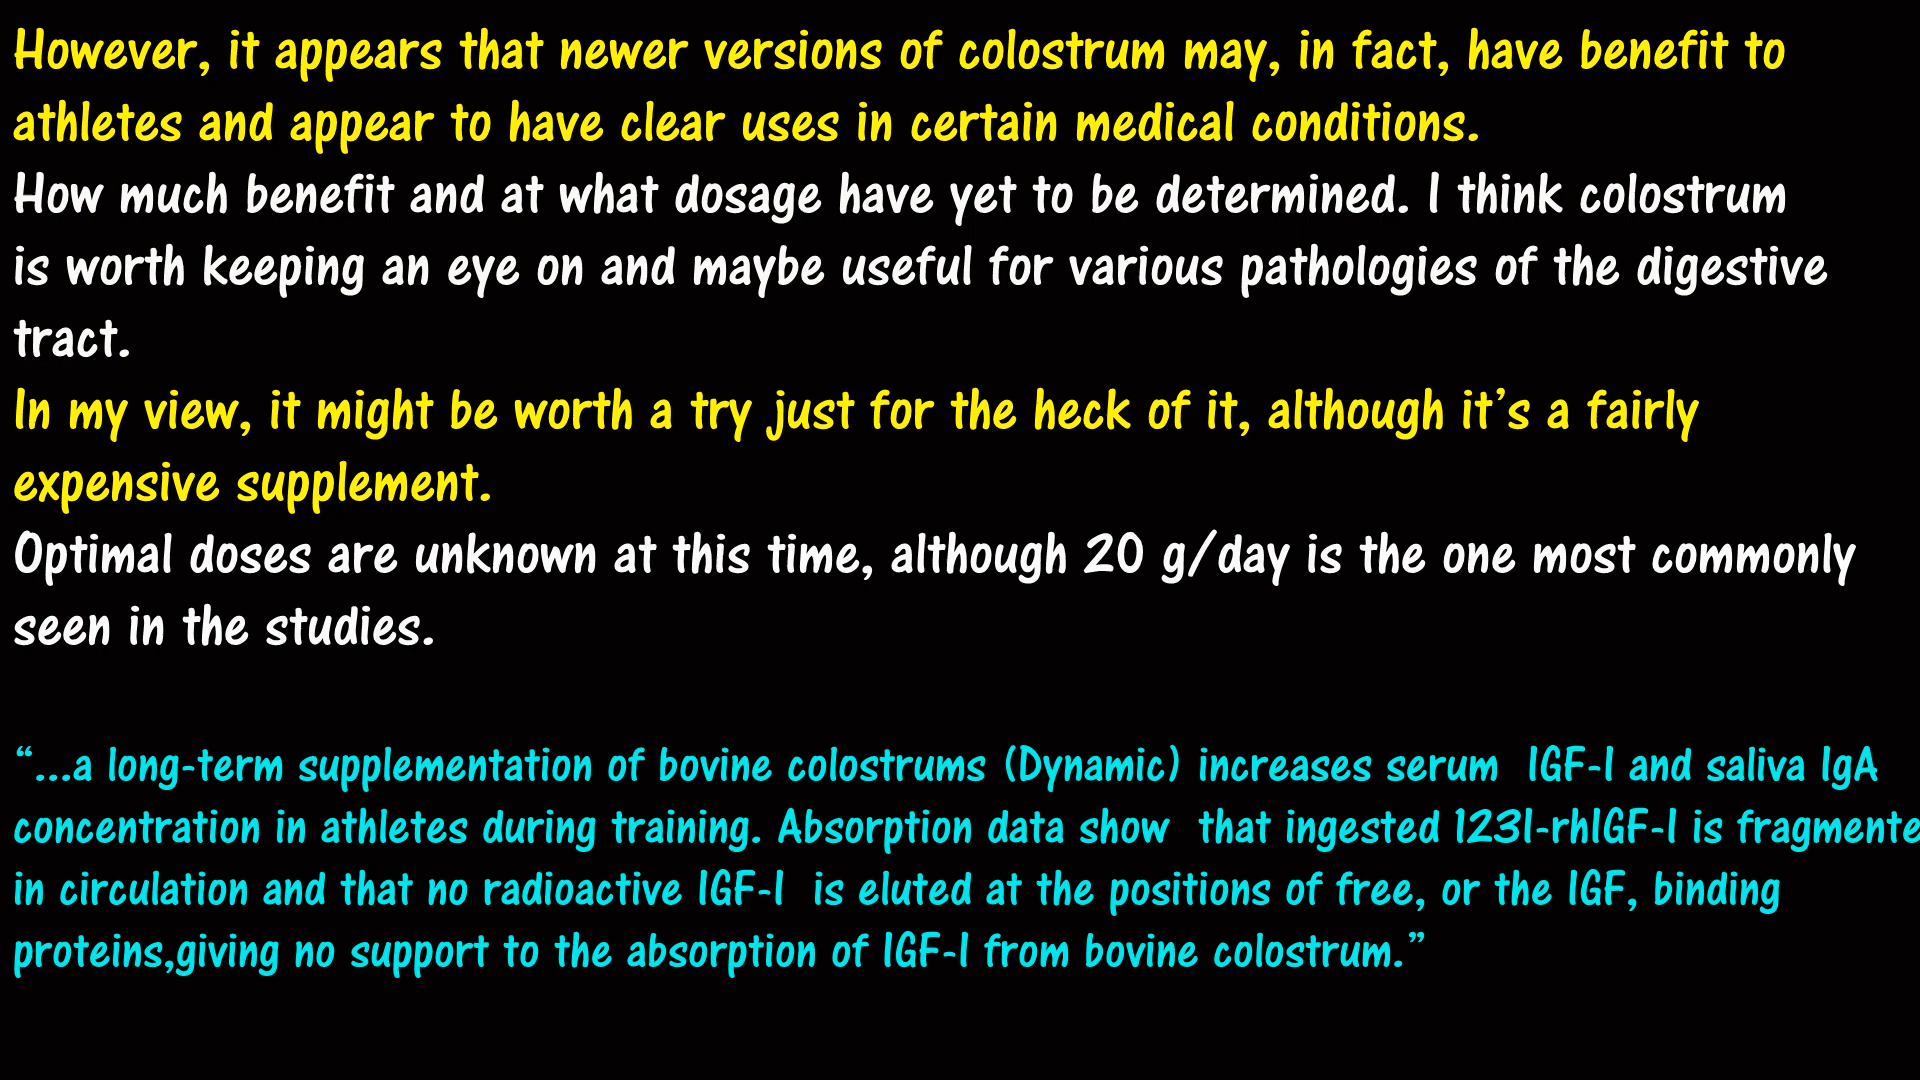 However, it appears that newer versions of colostrum may, in fact, have benefit to
athletes and appear to have clear uses in certain medical conditions.
How much benefit and at what dosage have yet to be determined. I think colostrum
is worth keeping an eye on and maybe useful for various pathologies of the digestive
tract.
In my view, it might be worth a try just for the heck of it, although it’s a fairly
expensive supplement.
Optimal doses are unknown at this time, although 20 g/day is the one most commonly
seen in the studies.
“...a long-term supplementation of bovine colostrums (Dynamic) increases serum  IGF-I and saliva IgA
concentration in athletes during training. Absorption data show  that ingested 123I-rhIGF-I is fragmente
in circulation and that no radioactive IGF-I  is eluted at the positions of free, or the IGF, binding
proteins,giving no support to the absorption of IGF-I from bovine colostrum.”